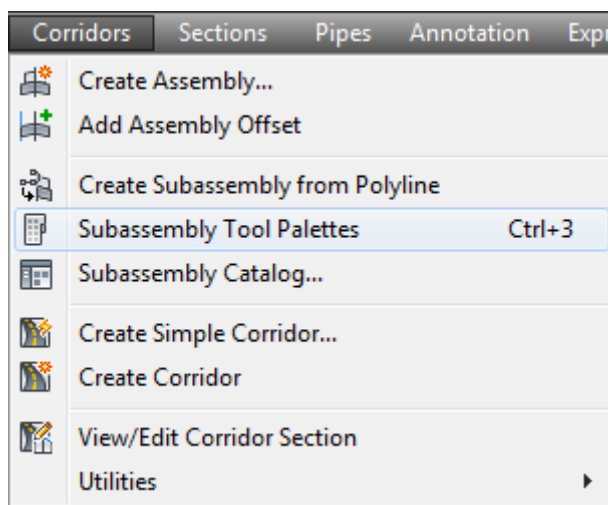 Corridors Sections Pipes Annotation Exp
Create Assembly...
Add Assembly Offset
Create Subassembly from Polyline
Subassembly Tool Palettes Ctrl+3
Subassembly Catalog...
Create Simple Corridor...
Create Corridor
View/Edit Corridor Section
Utilities